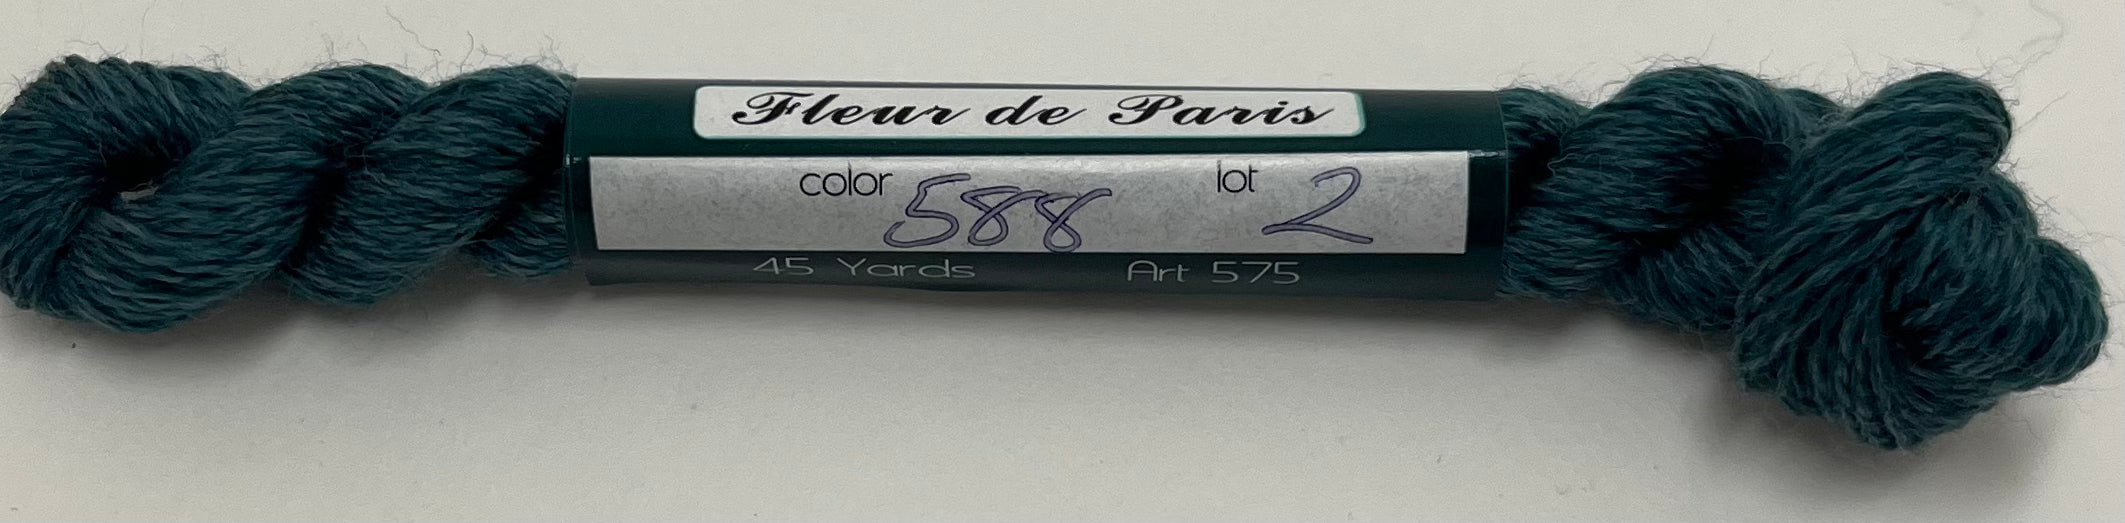 Fleur de Paris
color 588 lot 2
45 Yards Art 575